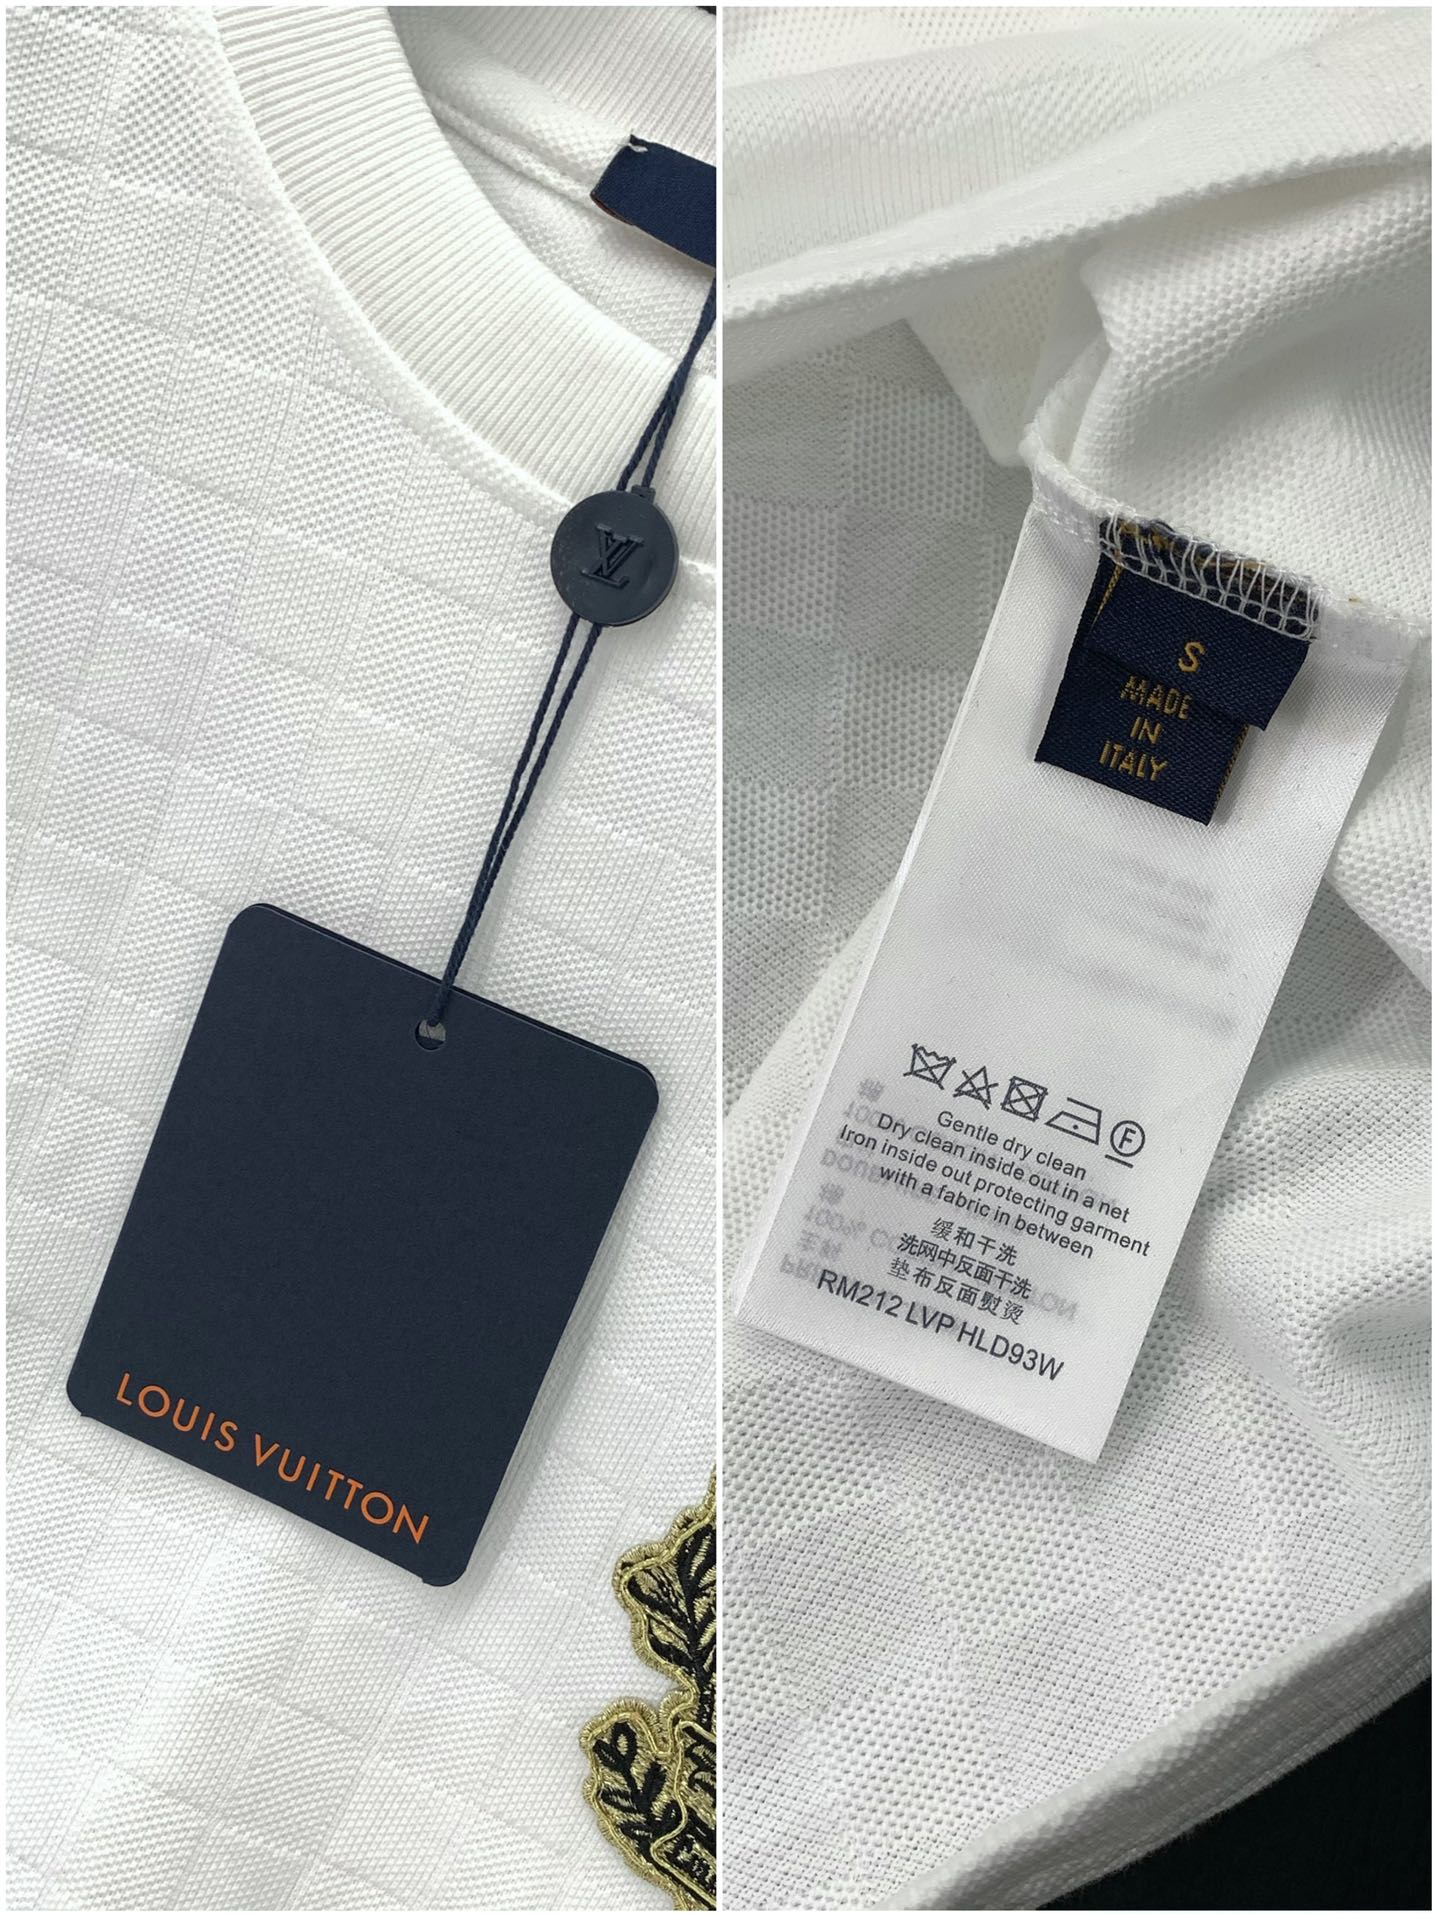 LV
LOUIS VUITTON
S
MADE
IN
ITALY
F
Gentle dry clean
Dry clean inside out in a net
Iron inside out protecting garment
with a fabric in between
缓和干洗
洗网中反面干洗
垫布反面熨烫
RM212 LVP HLD93W